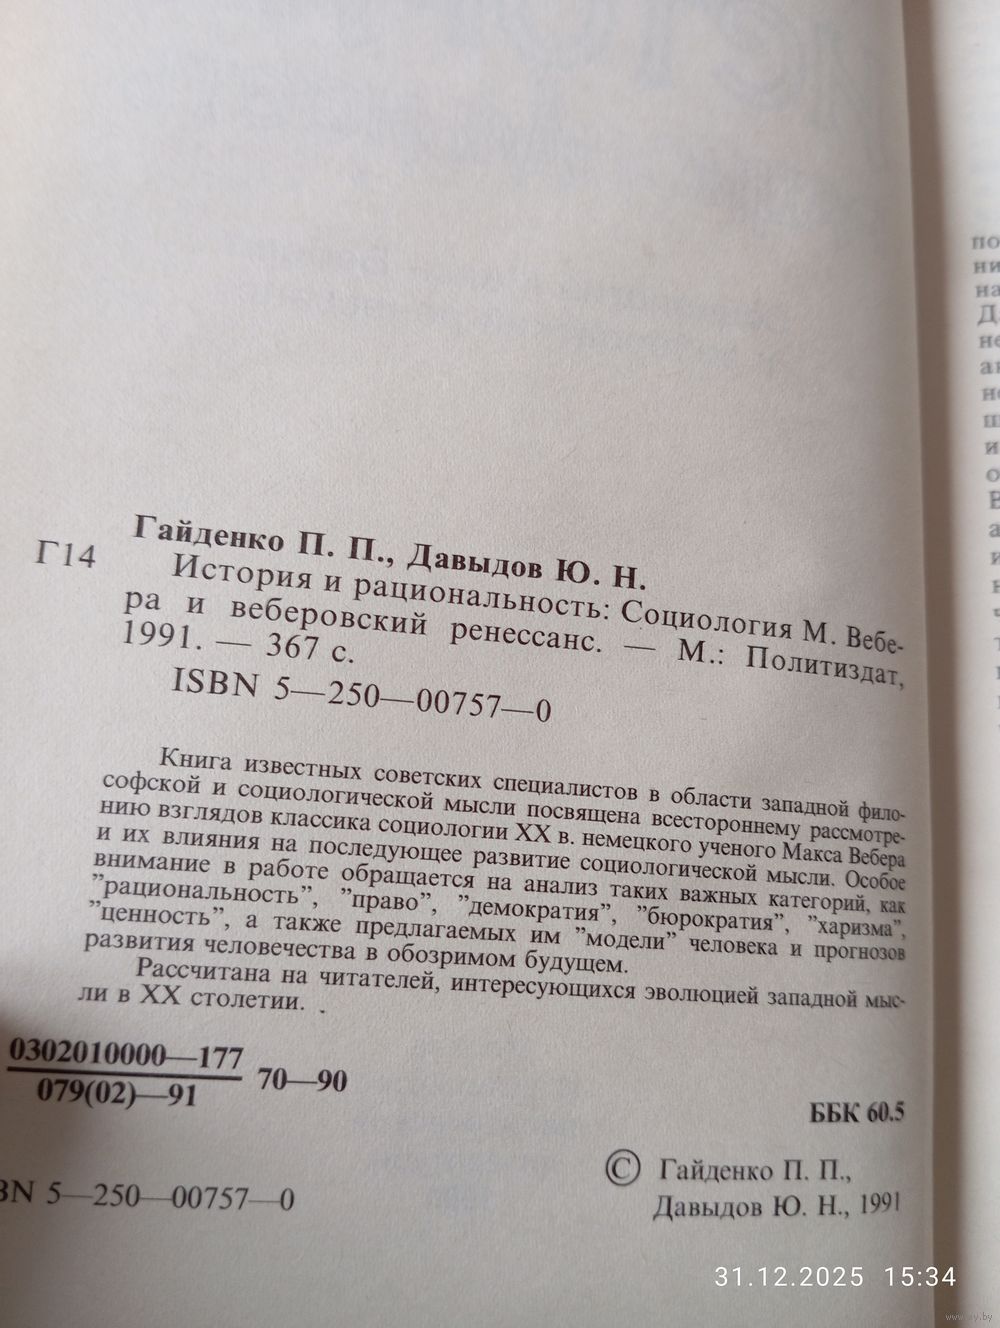 Гайденко П. П., Давыдов Ю. Н.
Г14
История и рациональность: Социология М. Вебе-
ра и веберовский ренессанс. — М.: Политиздат,
1991. — 367 с.
ISBN 5—250—00757—0
Книга известных советских специалистов в области западной фило-
софской и социологической мысли посвящена всестороннему рассмотре-
нию взглядов классика социологии XX в. немецкого ученого Макса Вебера
и их влияния на последующее развитие социологической мысли. Особое
внимание в работе обращается на анализ таких важных категорий, как
”рациональность”, ”право”, ”демократия”, ”бюрократия”, ”харизма”,
”ценность”, а также предлагаемых им ”модели” человека и прогнозов
развития человечества в обозримом будущем.
Рассчитана на читателей, интересующихся эволюцией западной мыс-
ли в XX столетии.
0302010000—177
079(02)—91
70—90
ББК 60.5
BN 5—250—00757—0
© Гайденко П. П.,
Давыдов Ю. Н., 1991
31.12.2025 15:34